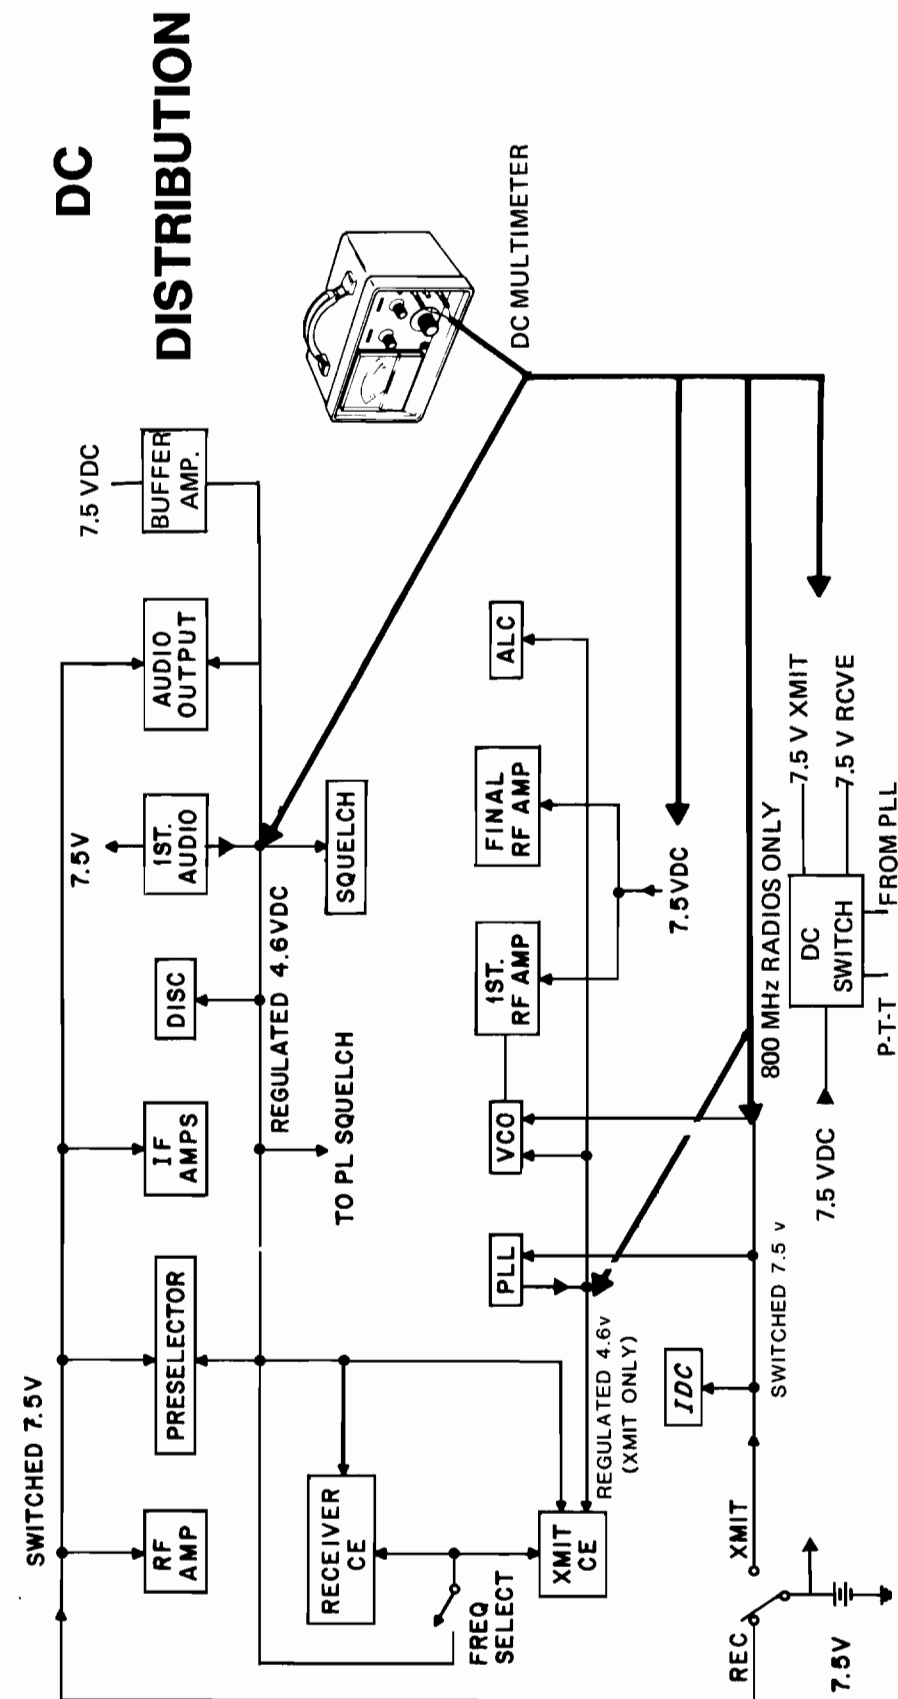 DC
DISTRIBUTION
SWITCHED 7.5V
RF
AMP
PRESELECTOR
IF
AMPS
DISC
7.5V
1ST.
AUDIO
AUDIO
OUTPUT
7.5 VDC
BUFFER
AMP.
REGULATED 4.6VDC
TO PL SQUELCH
SQUELCH
DC MULTIMETER
RECEIVER
CE
FREQ
SELECT
XMIT
CE
REGULATED 4.6v
(XMIT ONLY)
PLL
VCO
1ST.
RF AMP
FINAL
RF AMP
ALC
7.5VDC
IDC
SWITCHED 7.5 v
800 MHz RADIOS ONLY
REC
XMIT
7.5V
7.5 VDC
DC
SWITCH
7.5 V XMIT
7.5 V RCVE
P-T-T
FROM PLL